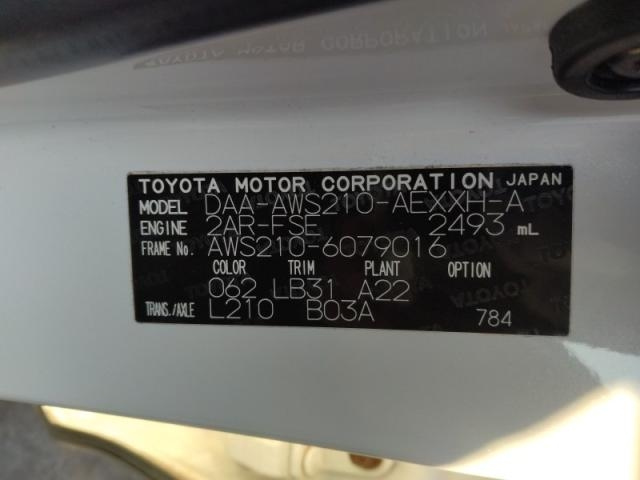 TOYOTA MOTOR CORPORATION JAPAN
MODEL DAA-AWS210-AEXXH-A
ENGINE 2AR-FSE 2493 mL
FRAME No. AWS210-6079016
COLOR TRIM PLANT OPTION
062 LB31 A22
TRANS./AXLE L210 B03A 784